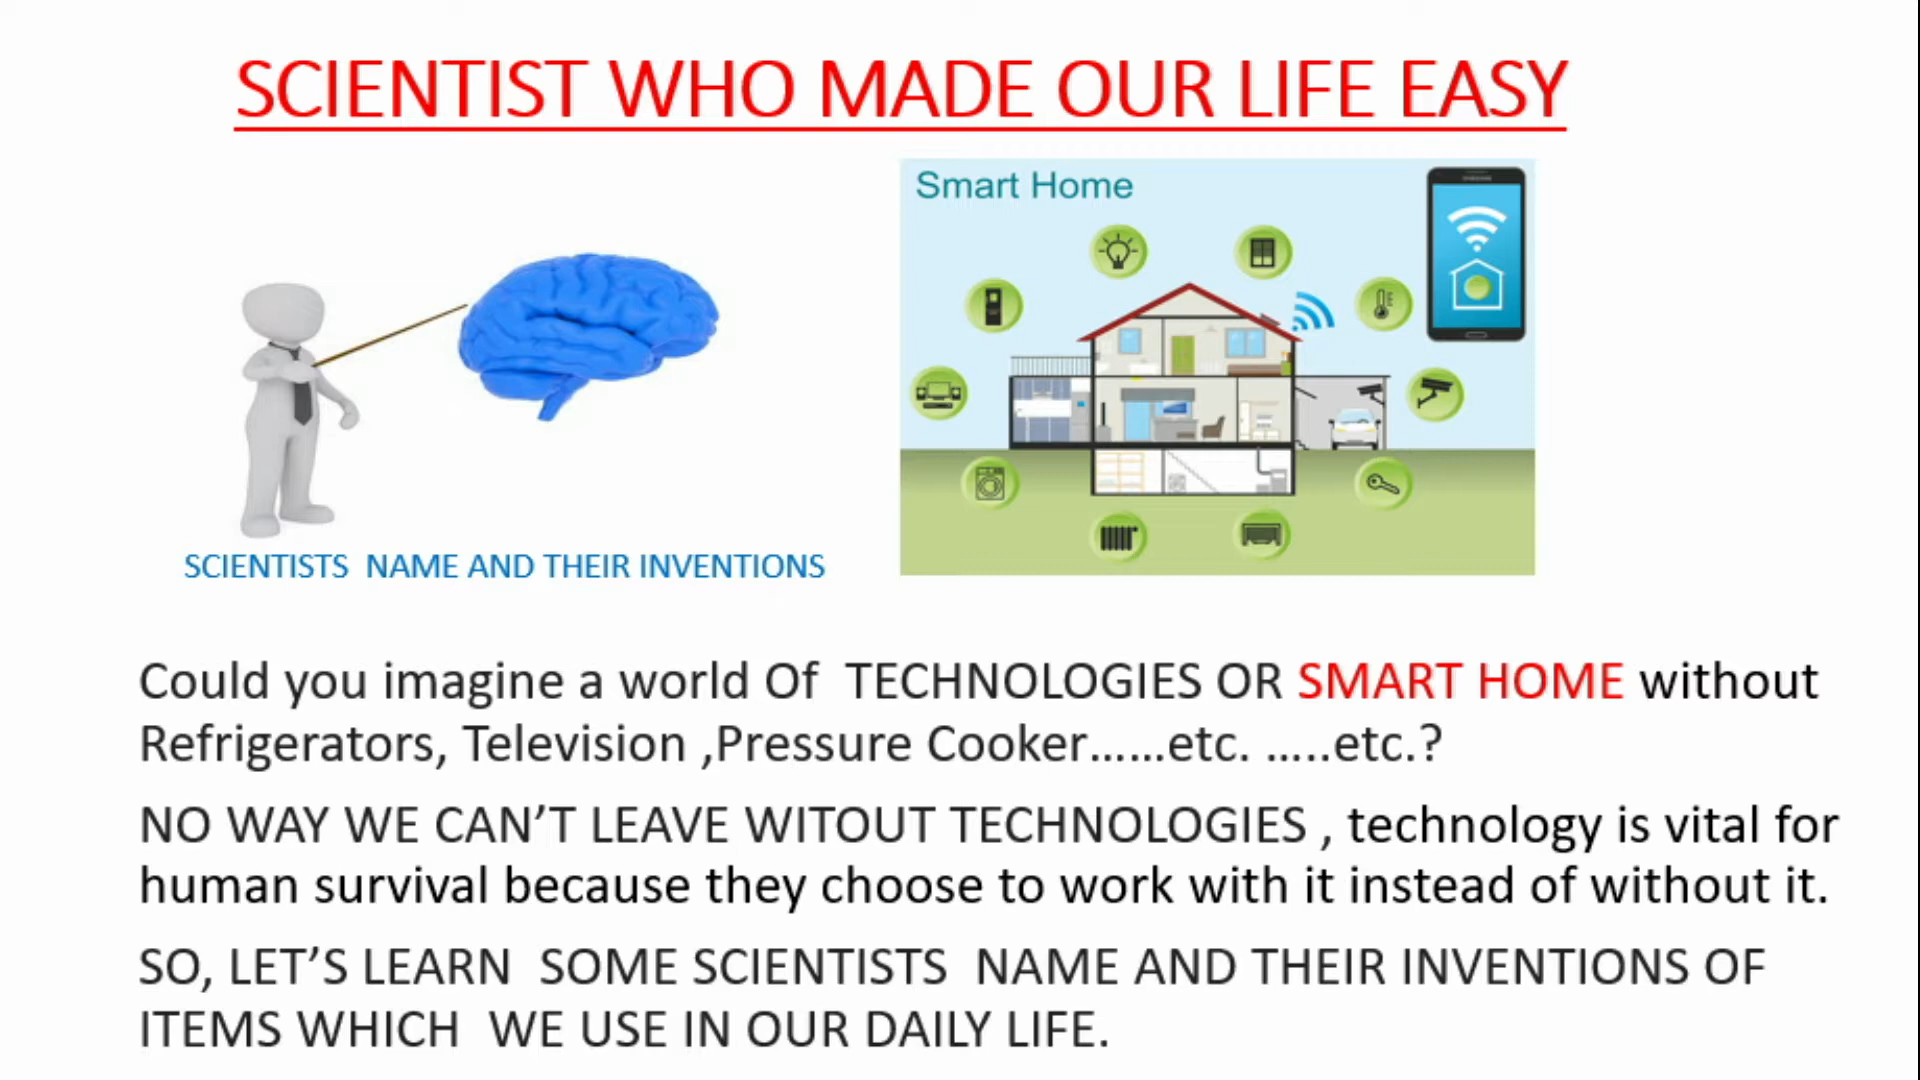 SCIENTIST WHO MADE OUR LIFE EASY
Smart Home
SCIENTISTS NAME AND THEIR INVENTIONS
Could you imagine a world Of TECHNOLOGIES OR SMART HOME without
Refrigerators, Television ,Pressure Cooker......etc. .....etc.?
NO WAY WE CAN'T LEAVE WITOUT TECHNOLOGIES , technology is vital for
human survival because they choose to work with it instead of without it.
SO, LET'S LEARN SOME SCIENTISTS NAME AND THEIR INVENTIONS OF
ITEMS WHICH WE USE IN OUR DAILY LIFE.